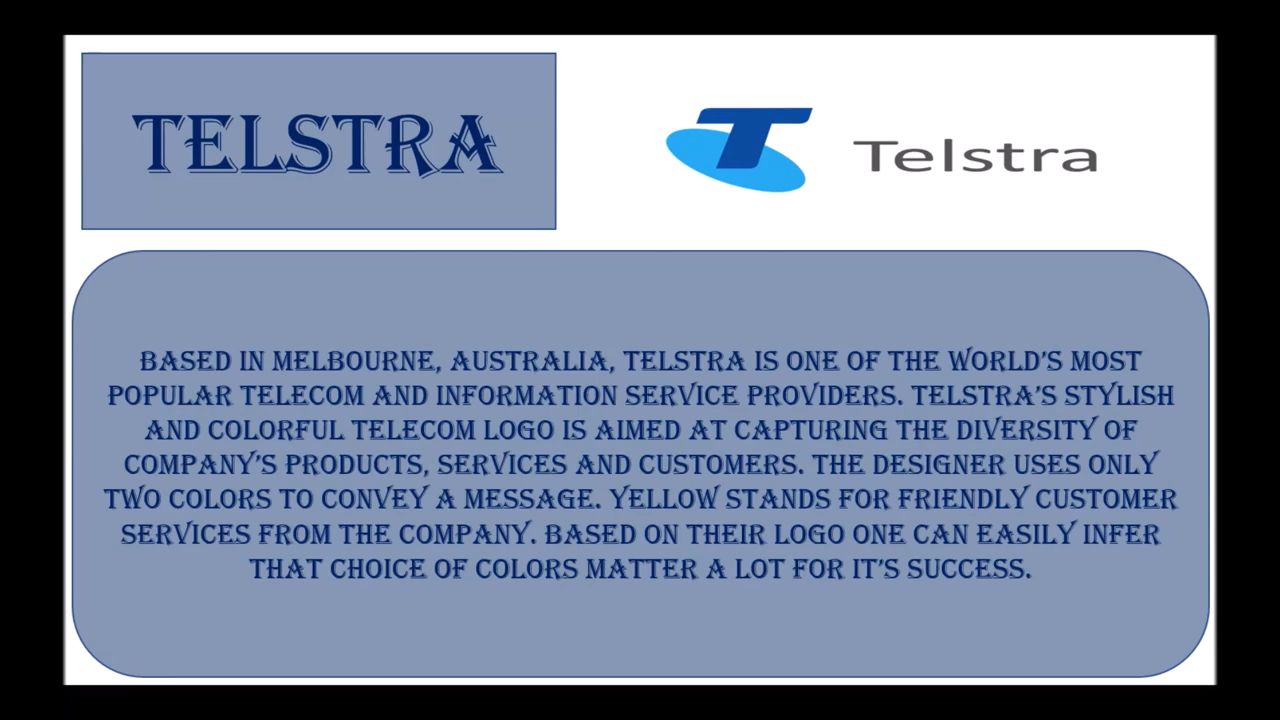 TELSTRA
T
Telstra
BASED IN MELBOURNE, AUSTRALIA, TELSTRA IS ONE OF THE WORLD'S MOST
POPULAR TELECOM AND INFORMATION SERVICE PROVIDERS. TELSTRA'S STYLISH
AND COLORFUL TELECOM LOGO IS AIMED AT CAPTURING THE DIVERSITY OF
COMPANY'S PRODUCTS, SERVICES AND CUSTOMERS. THE DESIGNER USES ONLY
TWO COLORS TO CONVEY A MESSAGE. YELLOW STANDS FOR FRIENDLY CUSTOMER
SERVICES FROM THE COMPANY. BASED ON THEIR LOGO ONE CAN EASILY INFER
THAT CHOICE OF COLORS MATTER A LOT FOR IT'S SUCCESS.